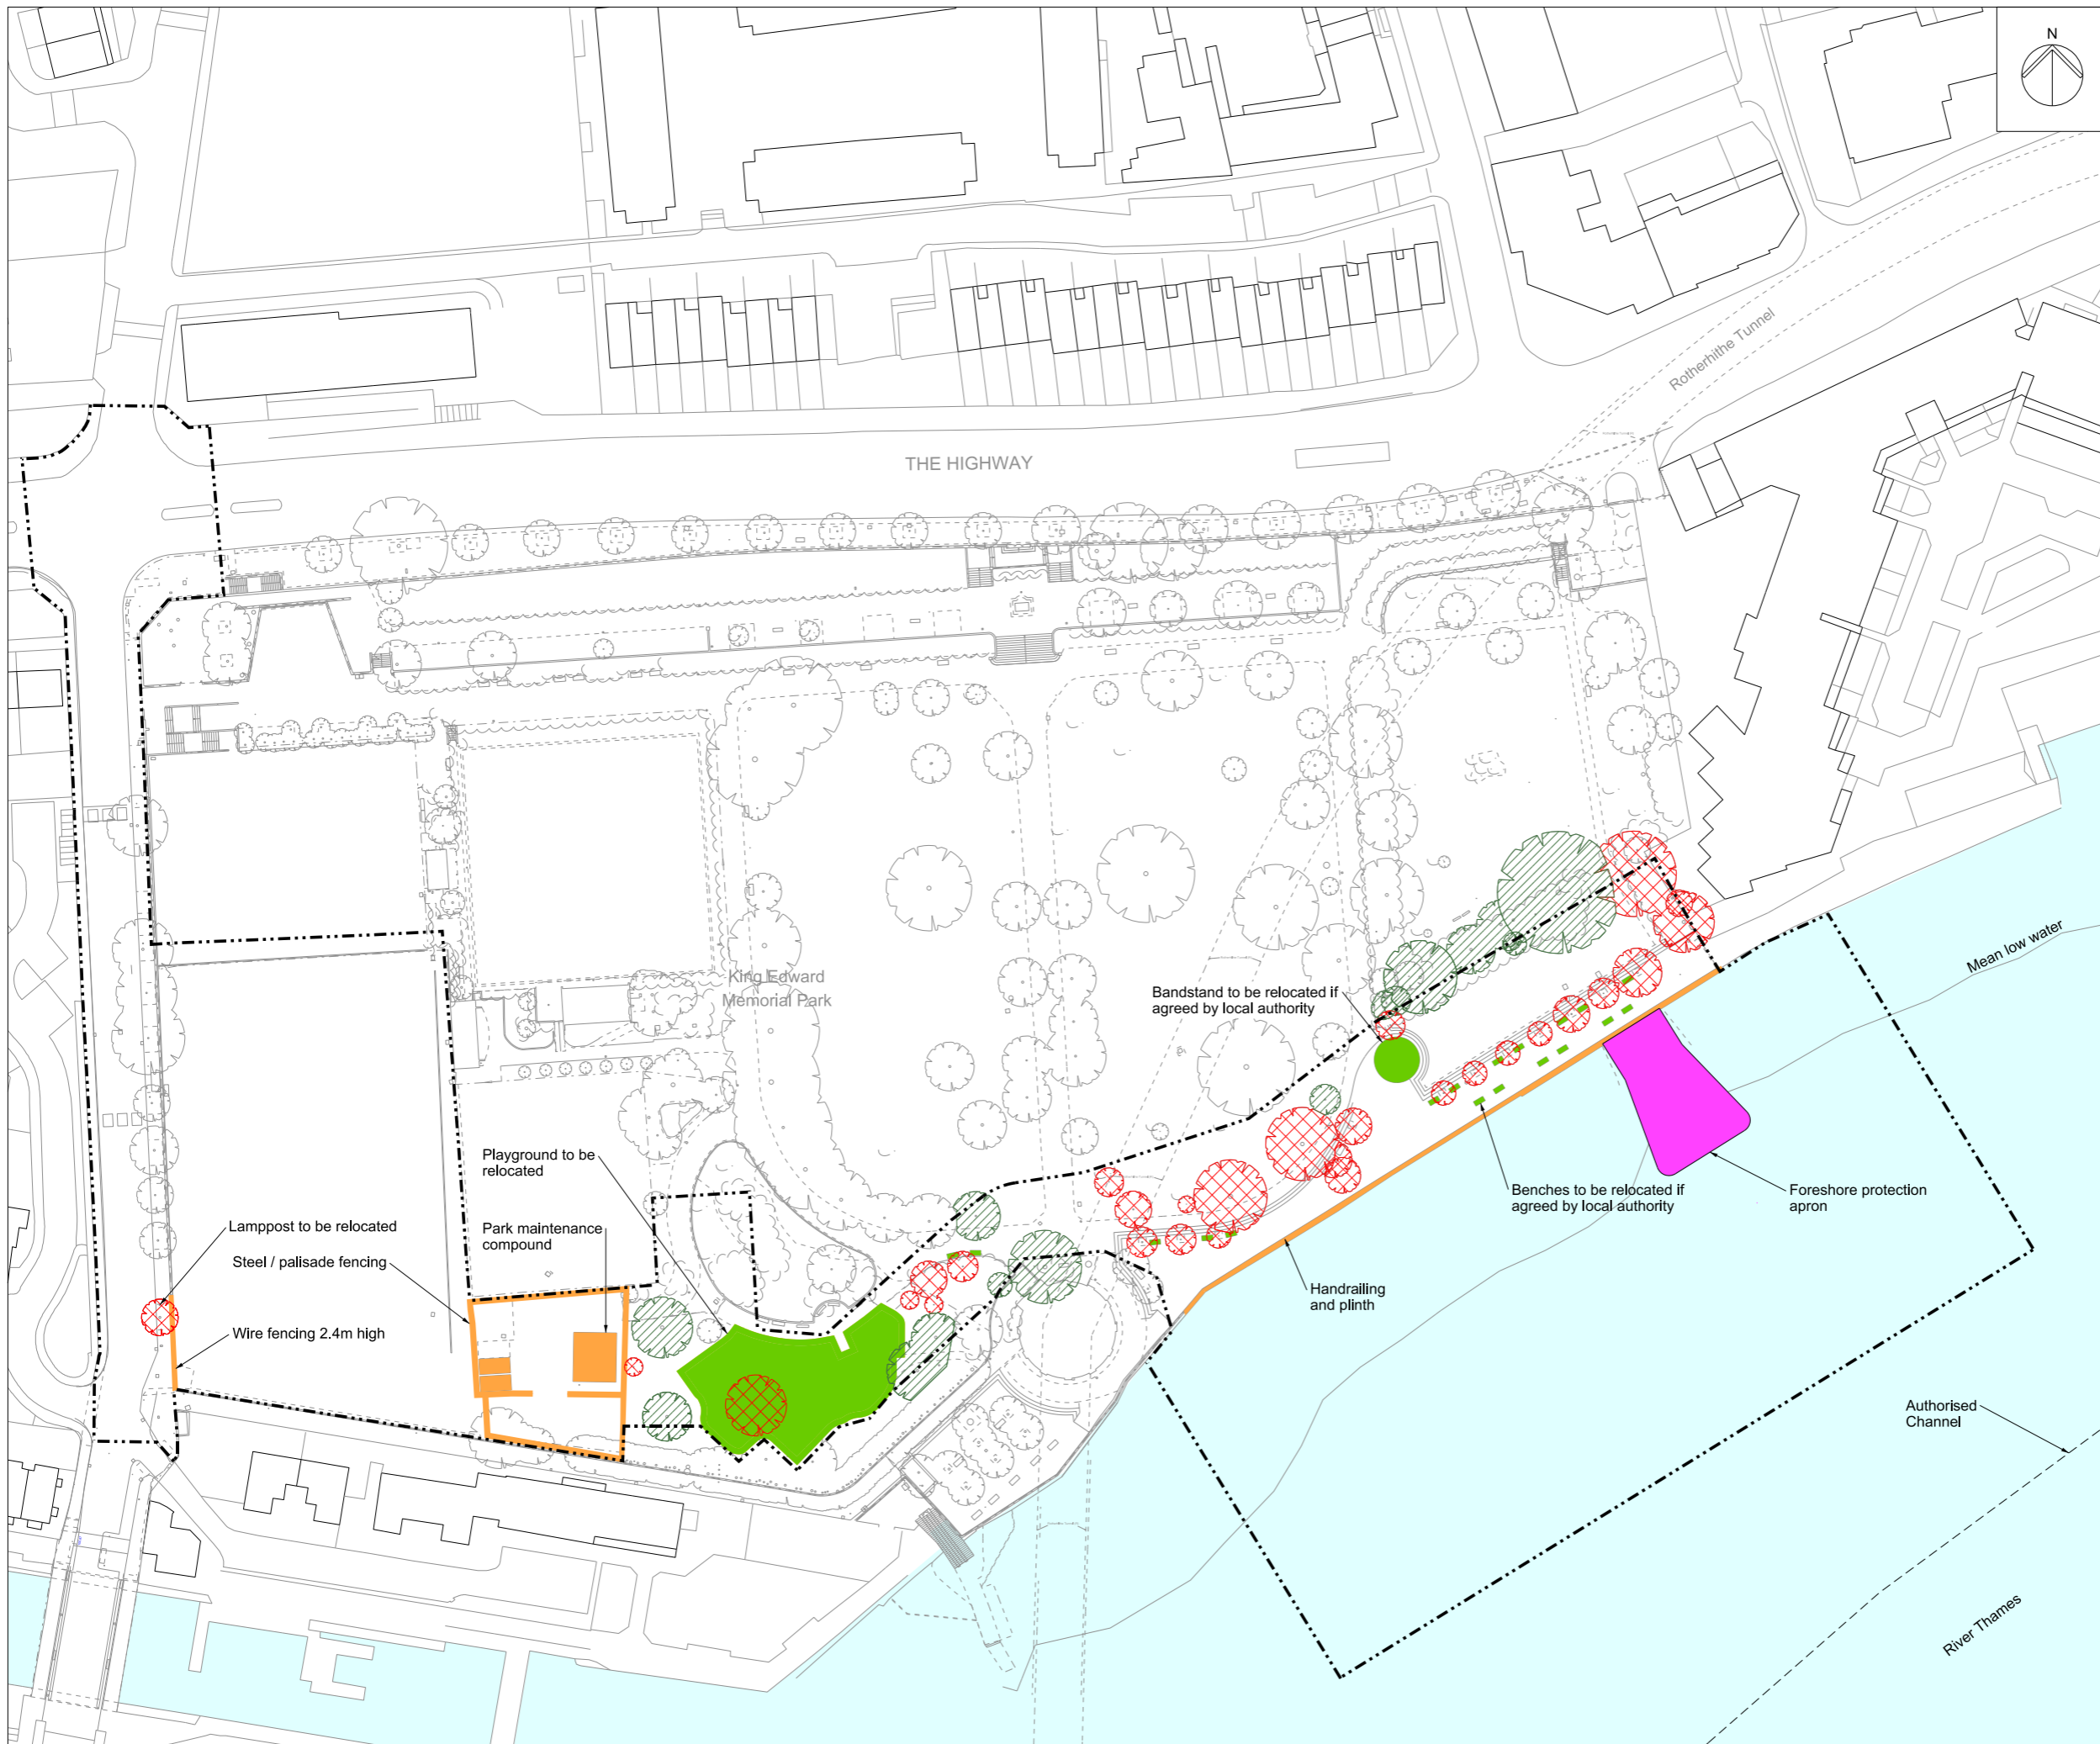 N
Rotherhithe Tunnel
THE HIGHWAY
Mean low water
King Edward
Memorial Park
Bandstand to be relocated if
agreed by local authority
Playground to be
relocated
Benches to be relocated if
agreed by local authority
Foreshore protection
apron
Lamppost to be relocated
Park maintenance
compound
Steel / palisade fencing
Handrailing
and plinth
Wire fencing 2.4m high
Authorised
Channel
River Thames